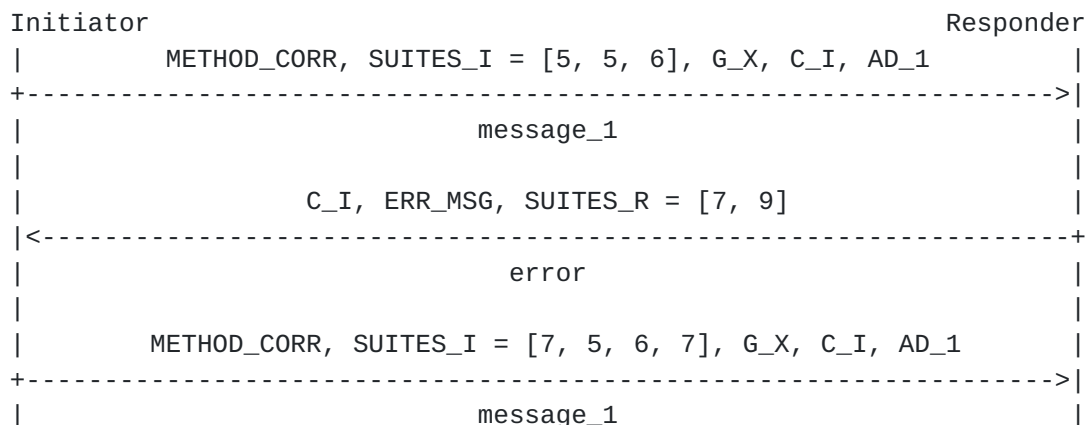 Initiator                                                   Responder
|         METHOD_CORR, SUITES_I = [5, 5, 6], G_X, C_I, AD_1         |
+------------------------------------------------------------------>|
|                             message_1                             |
|                                                                   |
|                  C_I, ERR_MSG, SUITES_R = [7, 9]                  |
|<------------------------------------------------------------------+
|                               error                               |
|                                                                   |
|        METHOD_CORR, SUITES_I = [7, 5, 6, 7], G_X, C_I, AD_1       |
+------------------------------------------------------------------>|
|                             message_1                             |